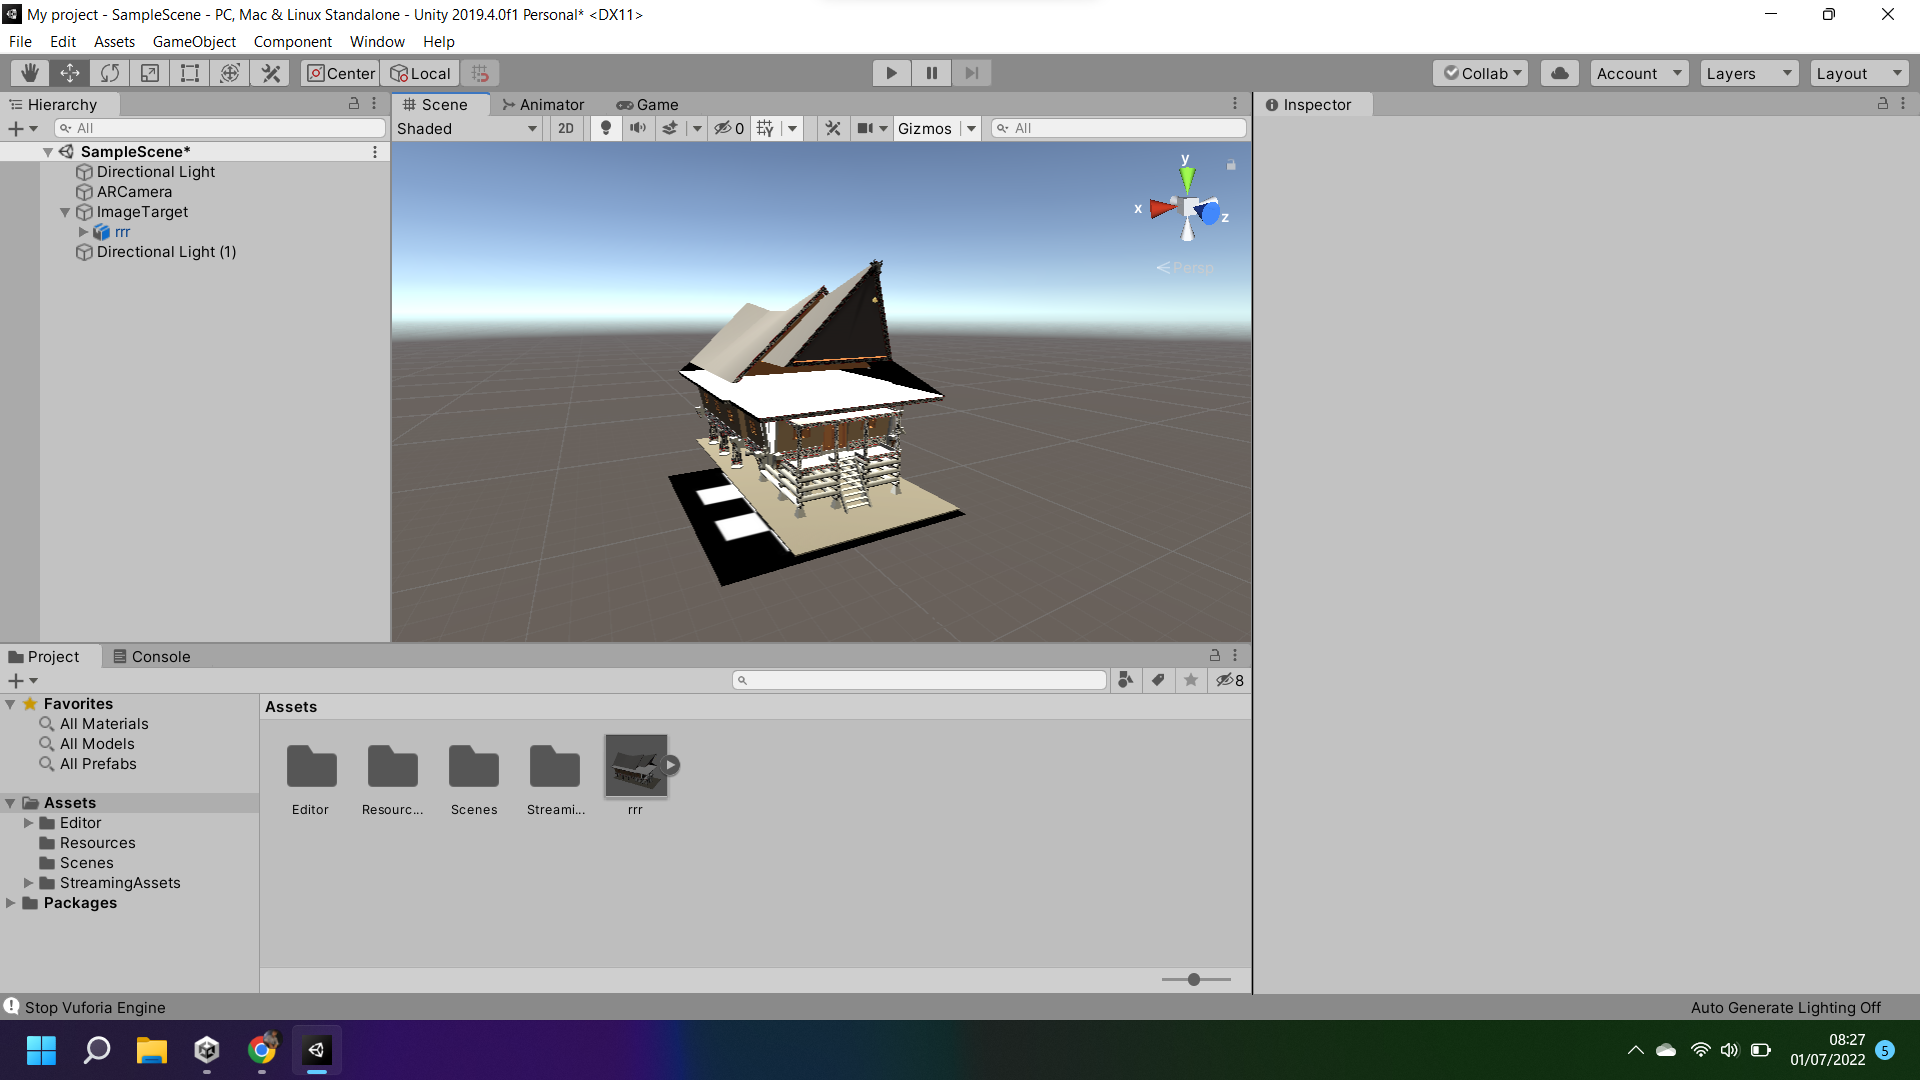 My project - SampleScene - PC, Mac & Linux Standalone - Unity 2019.4.0f1 Personal* <DX11>
File Edit Assets GameObject Component Window Help
Center Local Collab Account Layers Layout
Hierarchy
All
SampleScene*
Directional Light
ARCamera
ImageTarget
rrr
Directional Light (1)
Scene Animator Game
Shaded 2D 0 Gizmos All
y
x
z
Persp
Inspector
Project Console
8
Favorites
All Materials
All Models
All Prefabs
Assets
Editor
Resources
Scenes
StreamingAssets
Packages
Assets
Editor Resourc... Scenes Streami... rrr
Stop Vuforia Engine
Auto Generate Lighting Off
08:27
01/07/2022
5